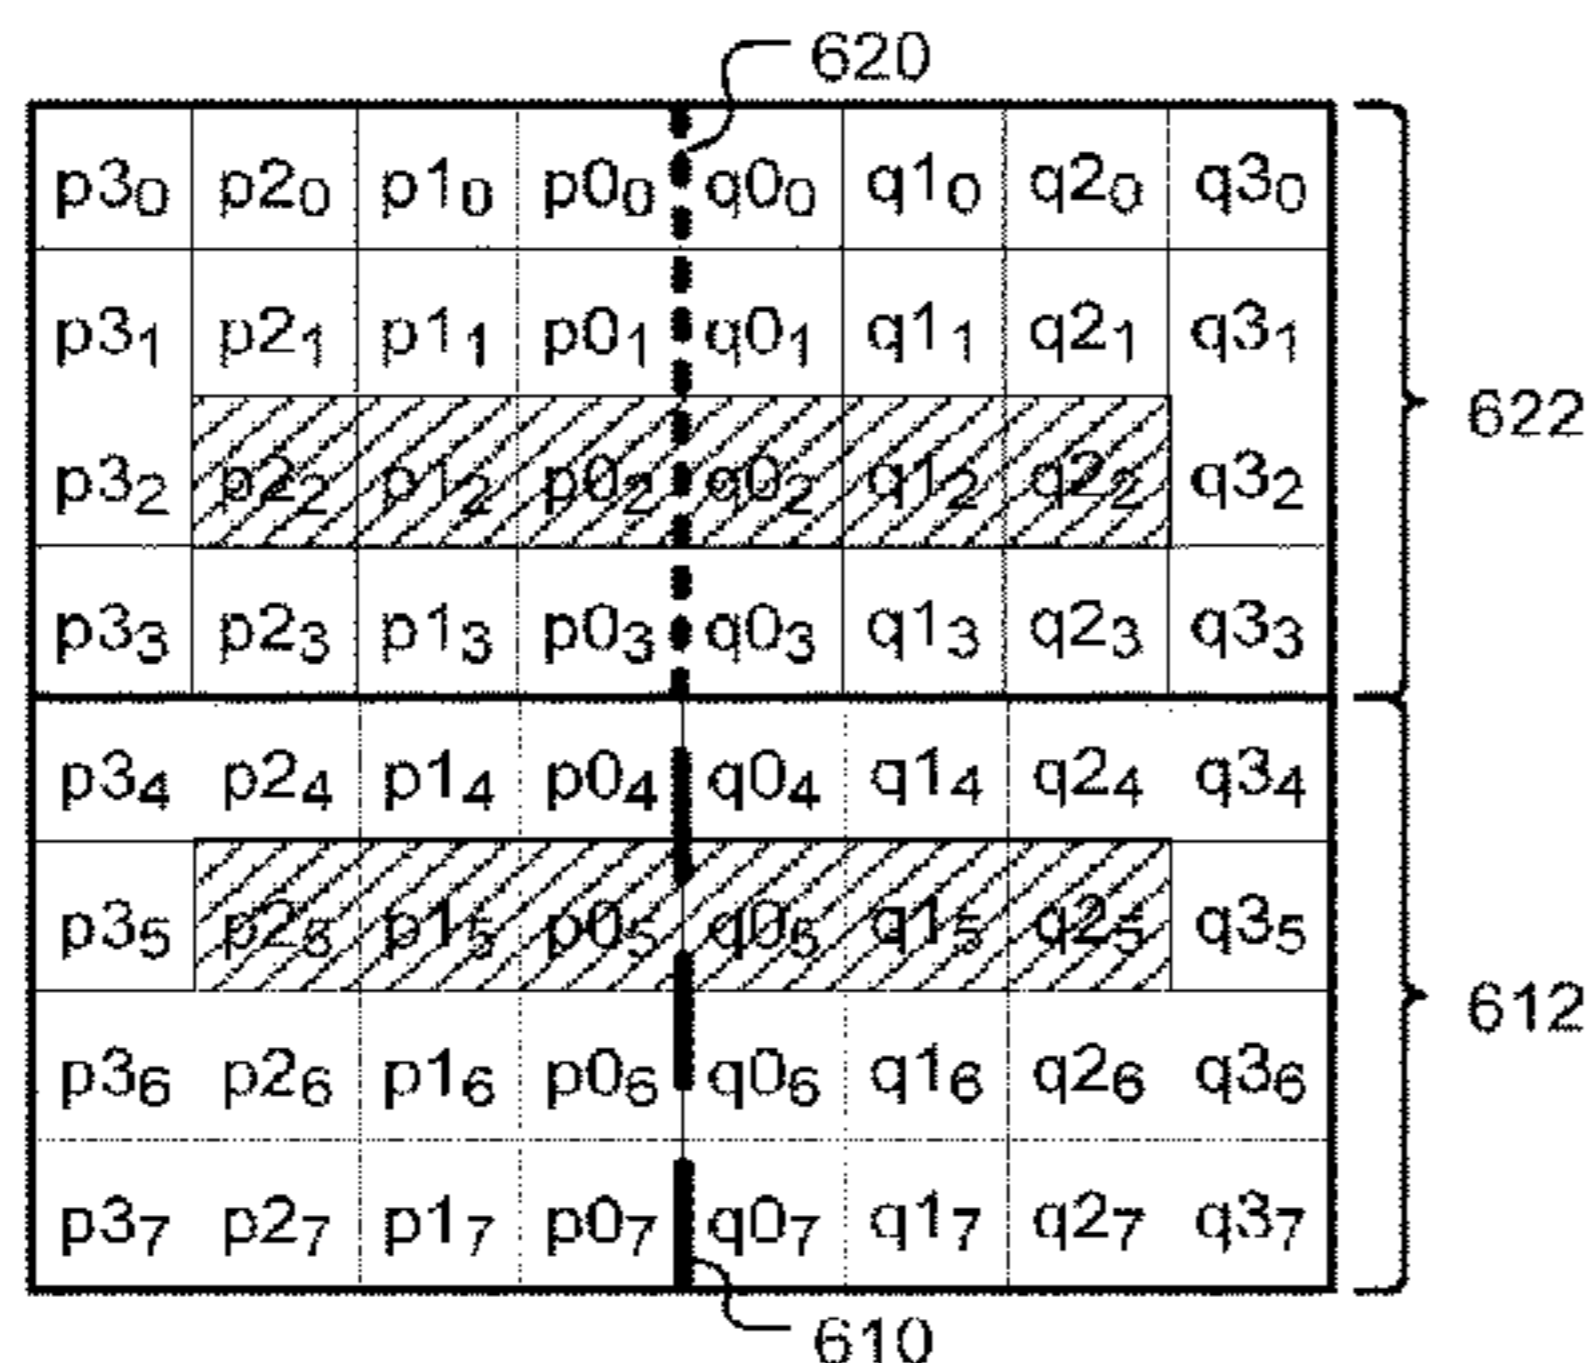 620
p3₀ p2₀ p1₀ p0₀ q0₀ q1₀ q2₀ q3₀
p3₁ p2₁ p1₁ p0₁ q0₁ q1₁ q2₁ q3₁
622
p3₂ p2₂ p1₂ p0₂ q0₂ q1₂ q2₂ q3₂
p3₃ p2₃ p1₃ p0₃ q0₃ q1₃ q2₃ q3₃
p3₄ p2₄ p1₄ p0₄ q0₄ q1₄ q2₄ q3₄
p3₅ p2₅ p1₅ p0₅ q0₅ q1₅ q2₅ q3₅
612
p3₆ p2₆ p1₆ p0₆ q0₆ q1₆ q2₆ q3₆
p3₇ p2₇ p1₇ p0₇ q0₇ q1₇ q2₇ q3₇
610